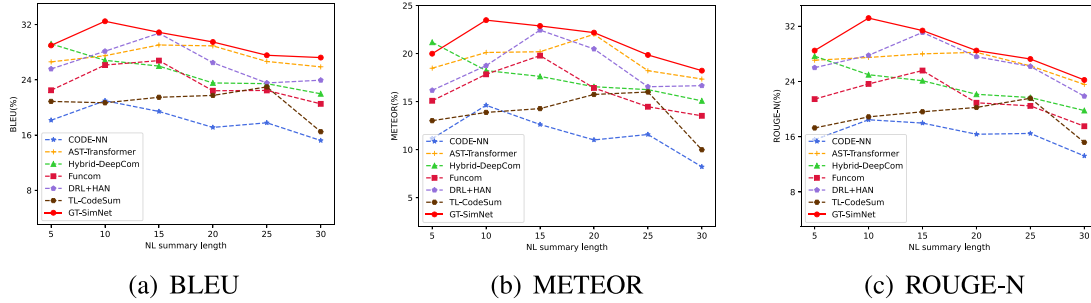 BLEU(%)
32
24
16
8
CODE-NN
AST-Transformer
Hybrid-DeepCom
Funcom
DRL+HAN
TL-CodeSum
GT-SimNet
5 10 15 20 25 30
NL summary length
(a) BLEU
METEOR(%)
25
20
15
10
5
CODE-NN
AST-Transformer
Hybrid-DeepCom
Funcom
DRL+HAN
TL-CodeSum
GT-SimNet
5 10 15 20 25 30
NL summary length
(b) METEOR
ROUGE-N(%)
32
24
16
8
CODE-NN
AST-Transformer
Hybrid-DeepCom
Funcom
DRL+HAN
TL-CodeSum
GT-SimNet
5 10 15 20 25 30
NL summary length
(c) ROUGE-N